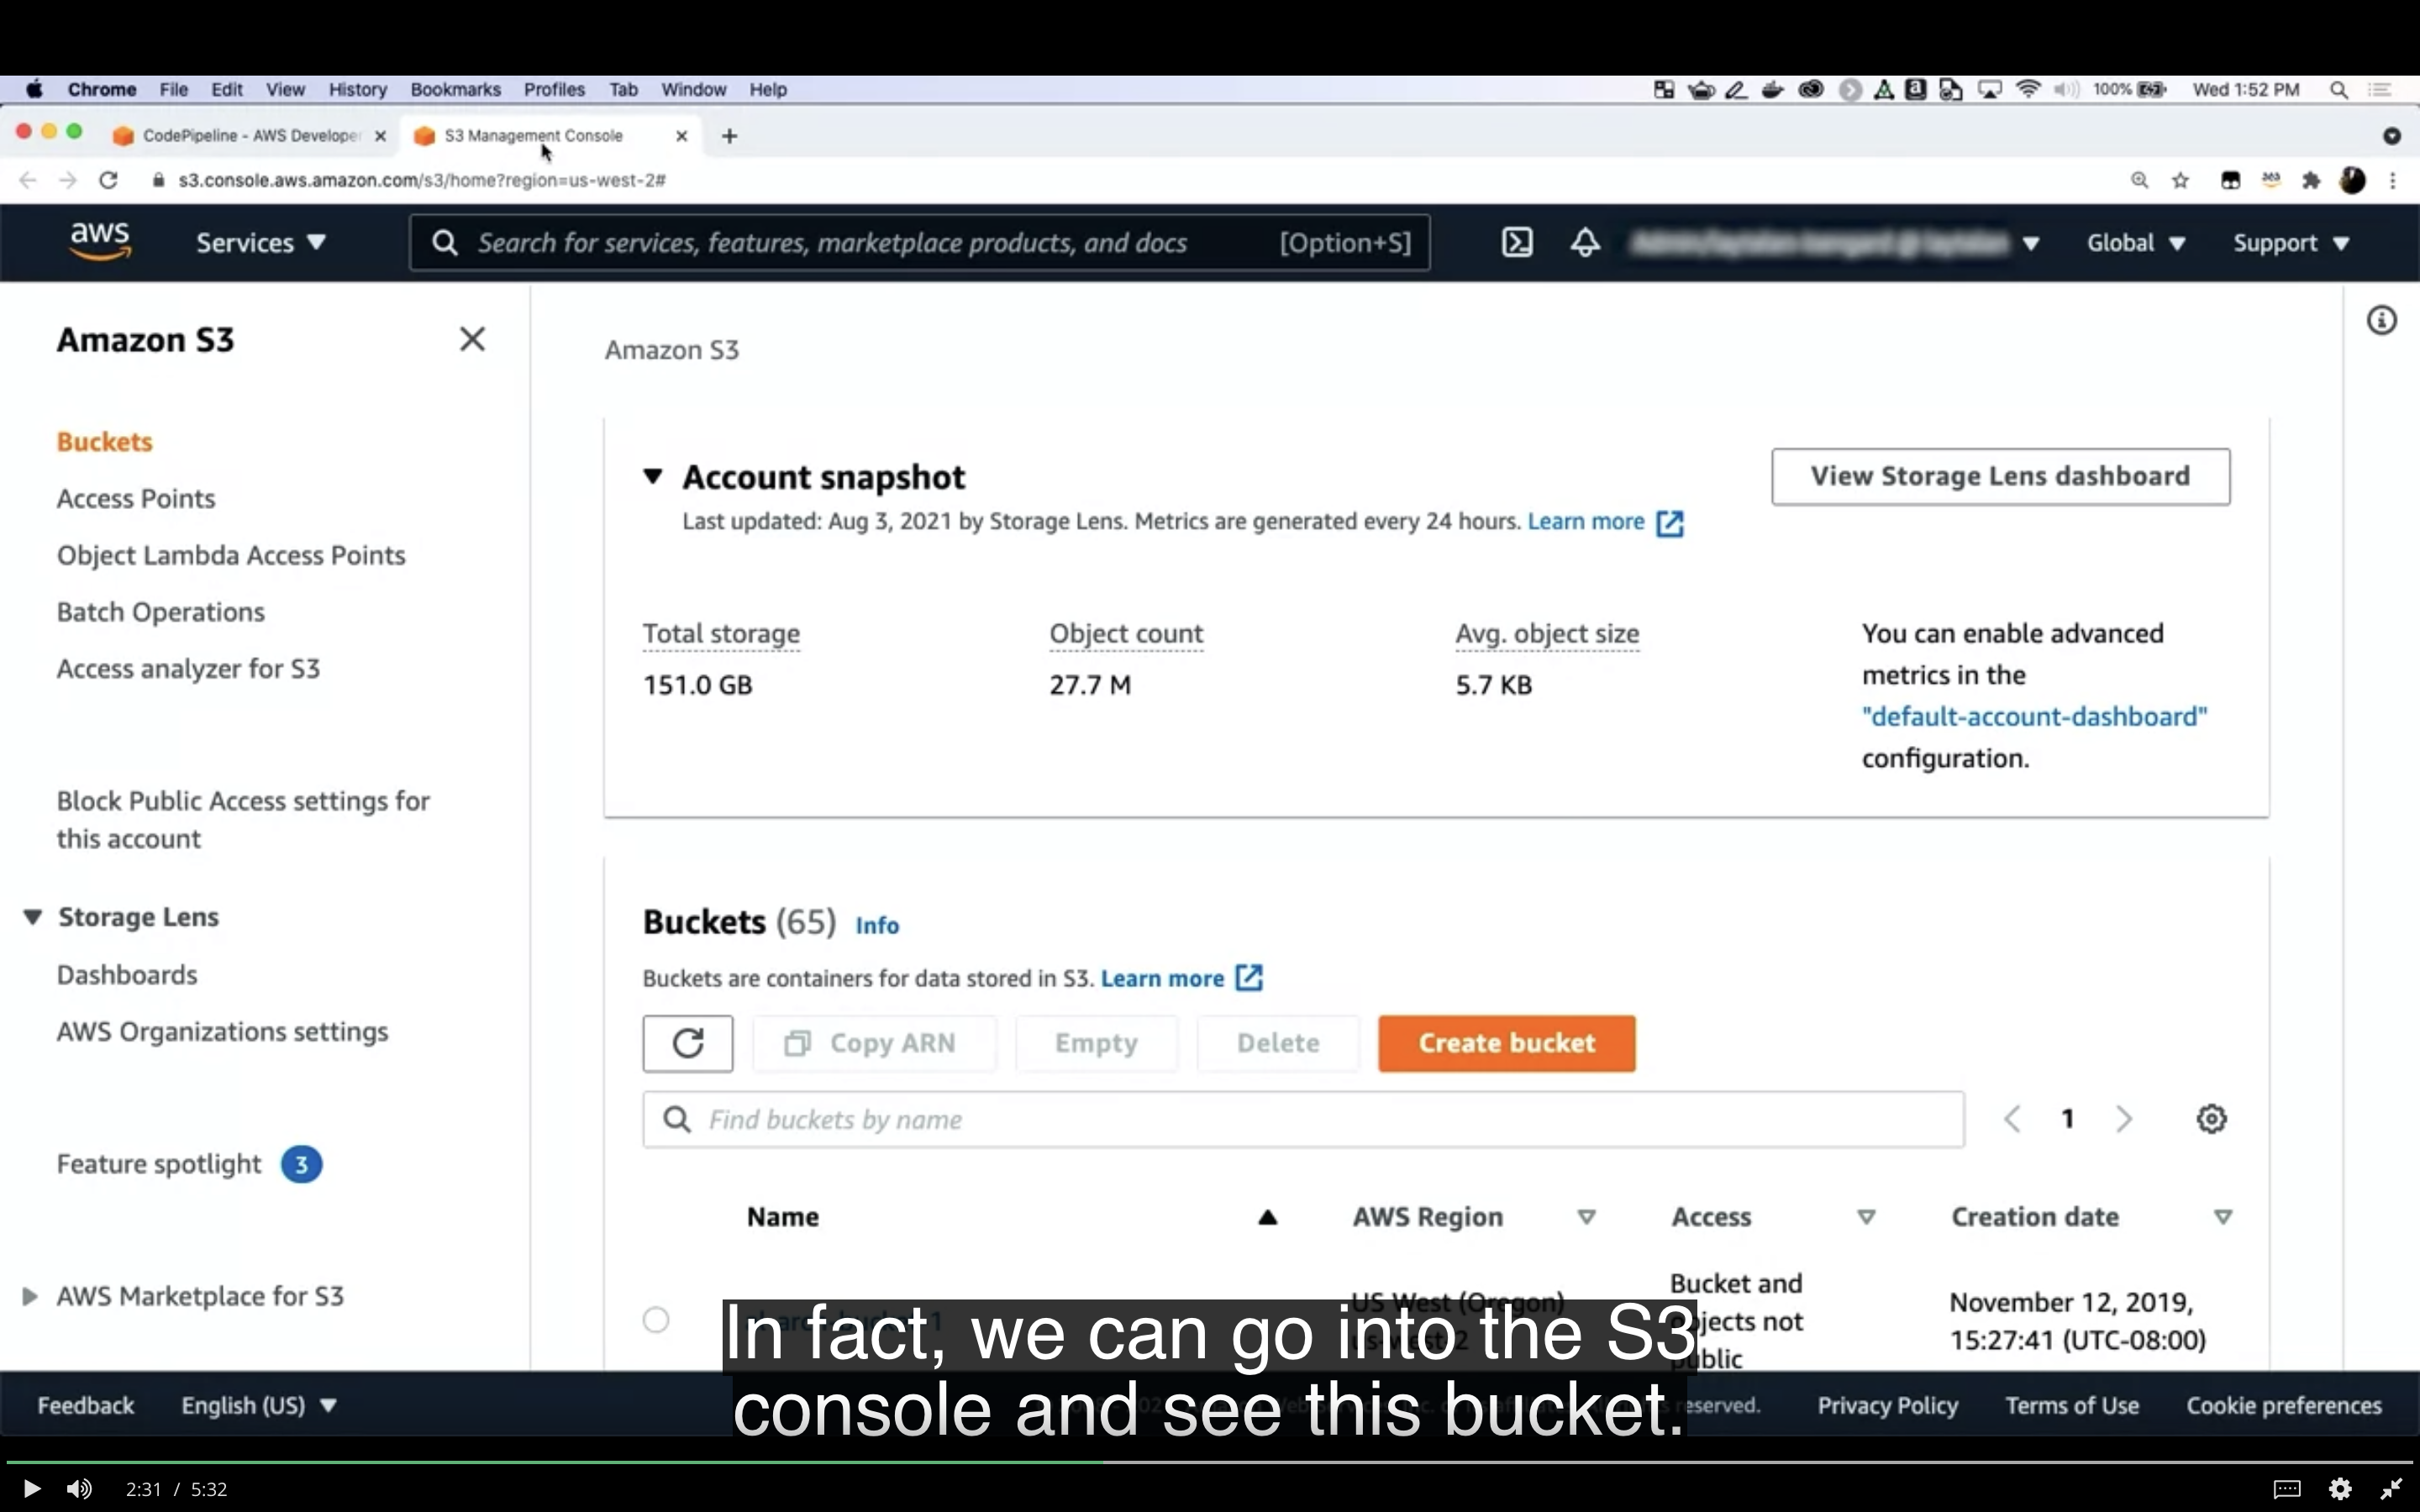 Chrome File Edit View History Bookmarks Profiles Tab Window Help 100% Wed 1:52 PM
CodePipeline - AWS Developer S3 Management Console
s3.console.aws.amazon.com/s3/home?region=us-west-2#
aws Services Search for services, features, marketplace products, and docs [Option+S] Global Support
Amazon S3
Buckets
Access Points
Object Lambda Access Points
Batch Operations
Access analyzer for S3
Block Public Access settings for
this account
Storage Lens
Dashboards
AWS Organizations settings
Feature spotlight 3
AWS Marketplace for S3
Amazon S3
Account snapshot
View Storage Lens dashboard
Last updated: Aug 3, 2021 by Storage Lens. Metrics are generated every 24 hours. Learn more
Total storage
151.0 GB
Object count
27.7 M
Avg. object size
5.7 KB
You can enable advanced
metrics in the
"default-account-dashboard"
configuration.
Buckets (65) Info
Buckets are containers for data stored in S3. Learn more
Copy ARN Empty Delete Create bucket
Find buckets by name 1
Name AWS Region Access Creation date
US West (Oregon)
us-west-2
Bucket and
objects not
public
November 12, 2019,
15:27:41 (UTC-08:00)
In fact, we can go into the S3
console and see this bucket.
Feedback English (US) reserved. Privacy Policy Terms of Use Cookie preferences
2:31 / 5:32